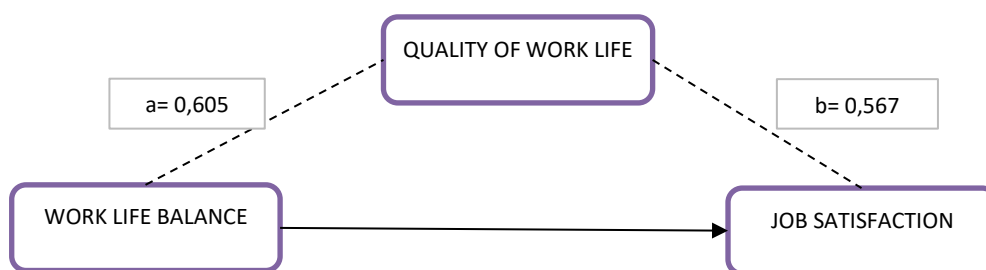 QUALITY OF WORK LIFE
a= 0,605
b= 0,567
WORK LIFE BALANCE
JOB SATISFACTION